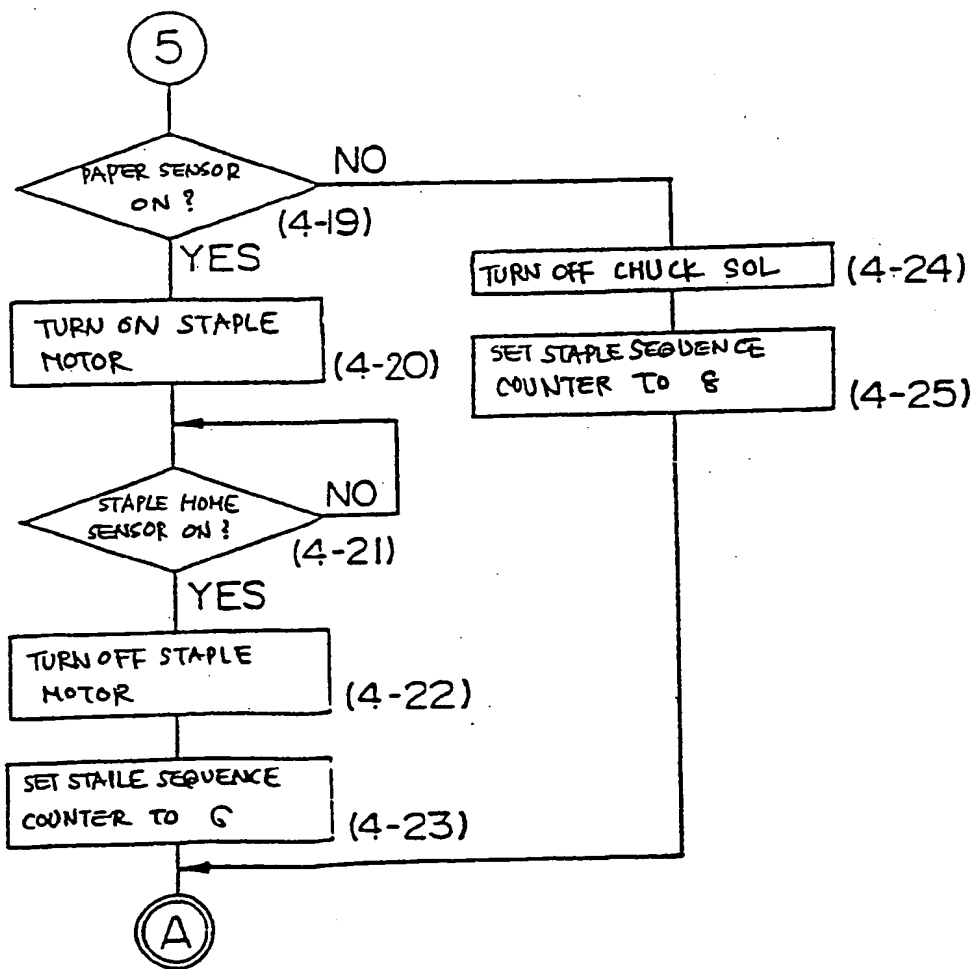 5
PAPER SENSOR
ON ?
NO
(4-19)
YES
TURN ON STAPLE
MOTOR
(4-20)
STAPLE HOME
SENSOR ON ?
NO
(4-21)
YES
TURN OFF STAPLE
MOTOR
(4-22)
SET STAILE SEQUENCE
COUNTER TO 6
(4-23)
TURN OFF CHUCK SOL
(4-24)
SET STAPLE SEQUENCE
COUNTER TO 8
(4-25)
A